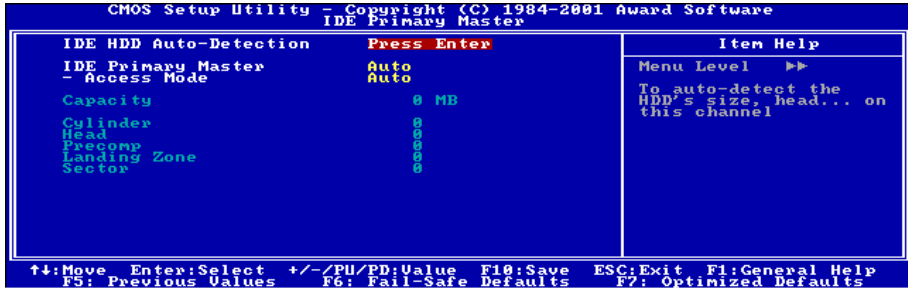 CMOS Setup Utility - Copyright (C) 1984-2001 Award Software
IDE Primary Master
IDE HDD Auto-Detection Press Enter
IDE Primary Master Auto
- Access Mode Auto
Capacity 0 MB
Cylinder 0
Head 0
Precomp 0
Landing Zone 0
Sector 0
Item Help
Menu Level ►►
To auto-detect the
HDD's size, head... on
this channel
↑↓:Move Enter:Select +/-/PU/PD:Value F10:Save ESC:Exit F1:General Help
F5: Previous Values F6: Fail-Safe Defaults F7: Optimized Defaults